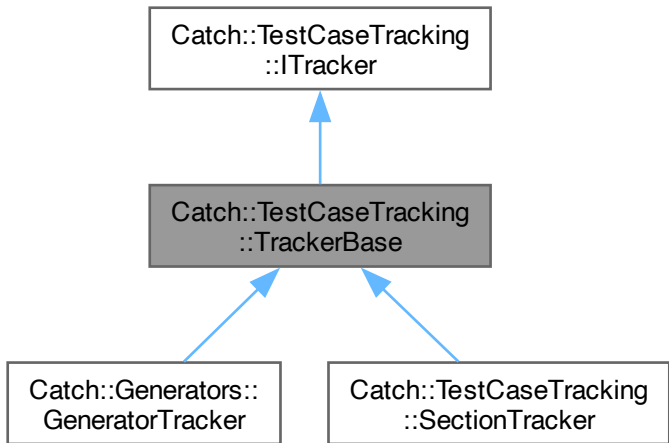 Catch::TestCaseTracking
::ITracker
Catch::TestCaseTracking
::TrackerBase
Catch::Generators::
GeneratorTracker
Catch::TestCaseTracking
::SectionTracker